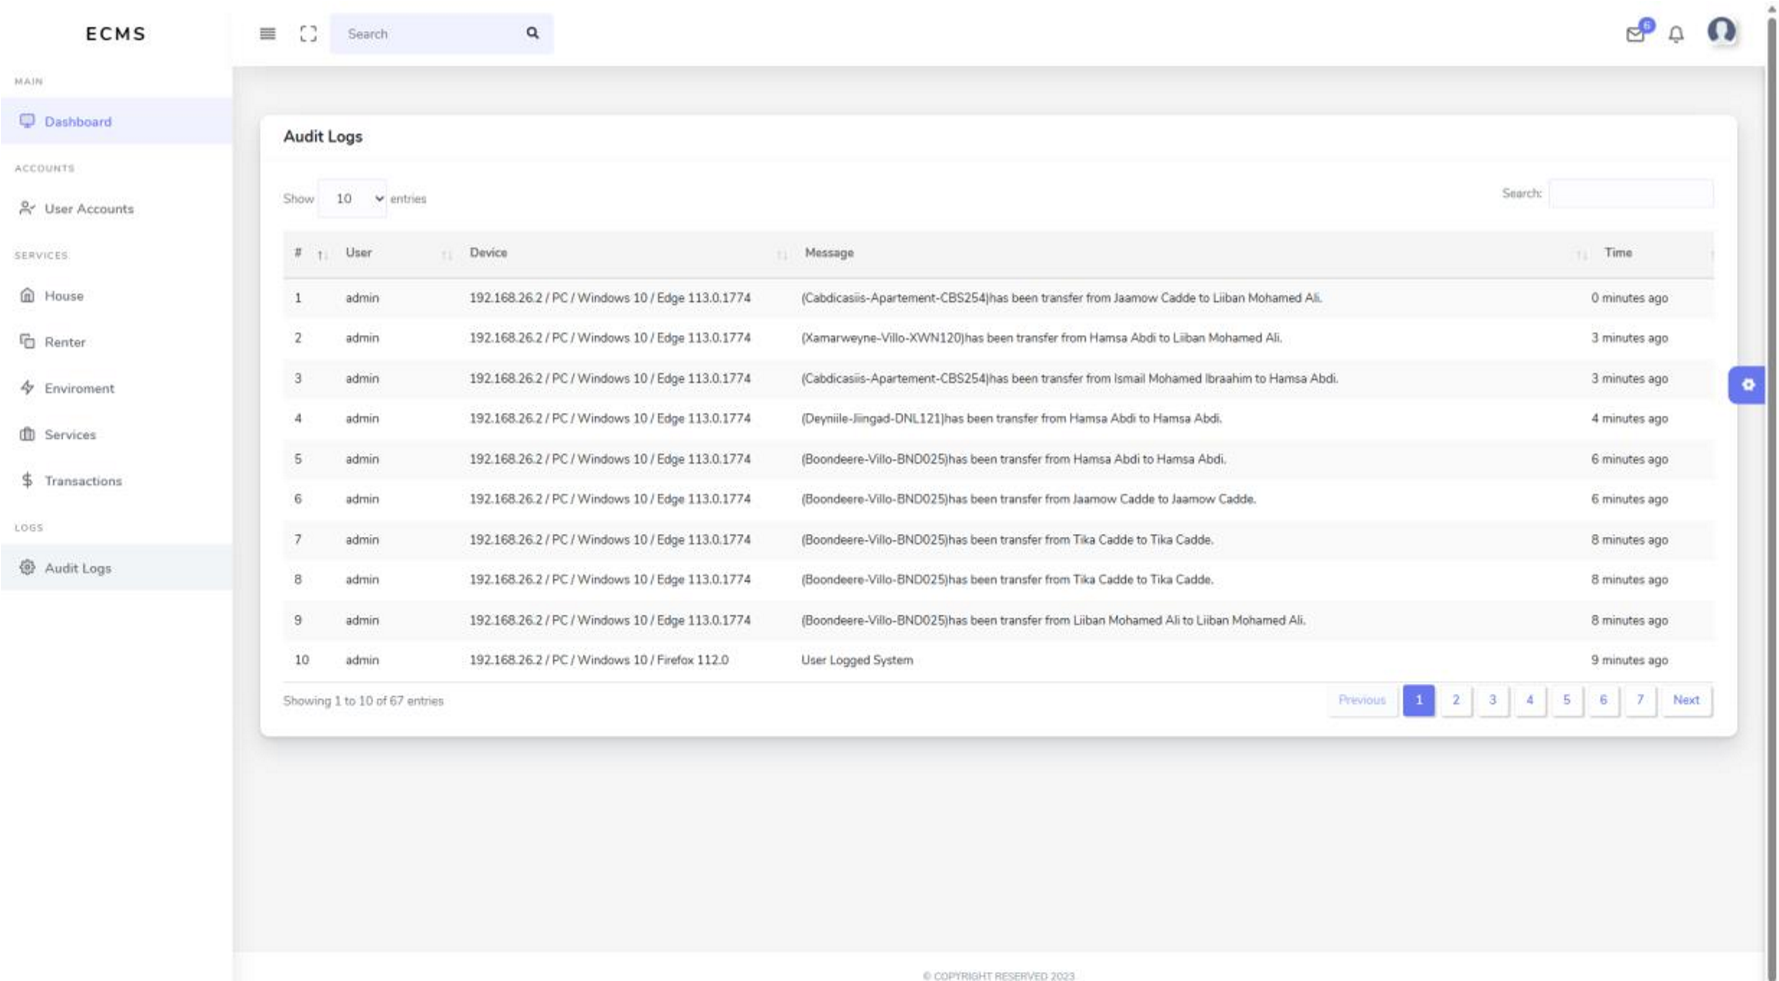 ECMS
Search
6
MAIN
Dashboard
ACCOUNTS
User Accounts
SERVICES
House
Renter
Enviroment
Services
Transactions
LOGS
Audit Logs
Audit Logs
Show 10 entries
Search:
# User Device Message Time
1 admin 192.168.26.2 / PC / Windows 10 / Edge 113.0.1774 (Cabdicasiis-Apartement-CBS254)has been transfer from Jaamow Cadde to Liiban Mohamed Ali. 0 minutes ago
2 admin 192.168.26.2 / PC / Windows 10 / Edge 113.0.1774 (Xamarweyne-Villo-XWN120)has been transfer from Hamsa Abdi to Liiban Mohamed Ali. 3 minutes ago
3 admin 192.168.26.2 / PC / Windows 10 / Edge 113.0.1774 (Cabdicasiis-Apartement-CBS254)has been transfer from Ismail Mohamed Ibraahim to Hamsa Abdi. 3 minutes ago
4 admin 192.168.26.2 / PC / Windows 10 / Edge 113.0.1774 (Deyniile-Jiingad-DNL121)has been transfer from Hamsa Abdi to Hamsa Abdi. 4 minutes ago
5 admin 192.168.26.2 / PC / Windows 10 / Edge 113.0.1774 (Boondeere-Villo-BND025)has been transfer from Hamsa Abdi to Hamsa Abdi. 6 minutes ago
6 admin 192.168.26.2 / PC / Windows 10 / Edge 113.0.1774 (Boondeere-Villo-BND025)has been transfer from Jaamow Cadde to Jaamow Cadde. 6 minutes ago
7 admin 192.168.26.2 / PC / Windows 10 / Edge 113.0.1774 (Boondeere-Villo-BND025)has been transfer from Tika Cadde to Tika Cadde. 8 minutes ago
8 admin 192.168.26.2 / PC / Windows 10 / Edge 113.0.1774 (Boondeere-Villo-BND025)has been transfer from Tika Cadde to Tika Cadde. 8 minutes ago
9 admin 192.168.26.2 / PC / Windows 10 / Edge 113.0.1774 (Boondeere-Villo-BND025)has been transfer from Liiban Mohamed Ali to Liiban Mohamed Ali. 8 minutes ago
10 admin 192.168.26.2 / PC / Windows 10 / Firefox 112.0 User Logged System 9 minutes ago
Showing 1 to 10 of 67 entries
Previous 1 2 3 4 5 6 7 Next
© COPYRIGHT RESERVED 2023